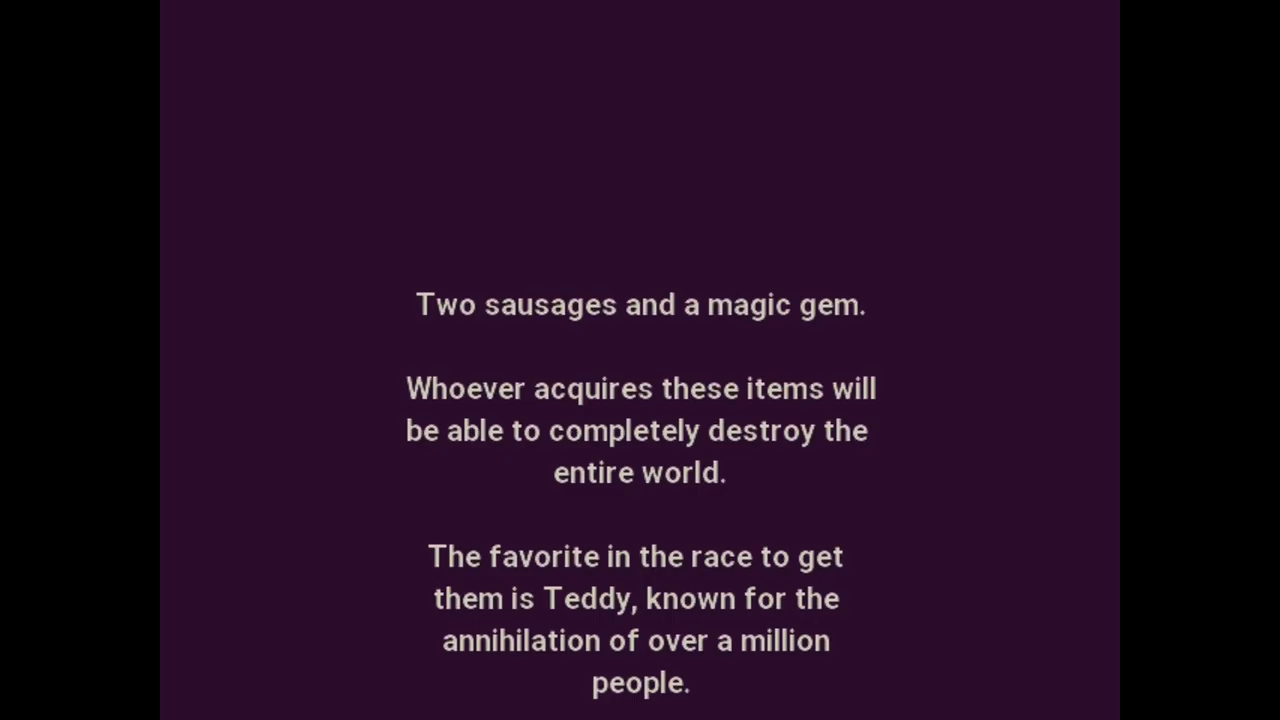 Two sausages and a magic gem.
Whoever acquires these items will
be able to completely destroy the
entire world.
The favorite in the race to get
them is Teddy, known for the
annihilation of over a million
people.